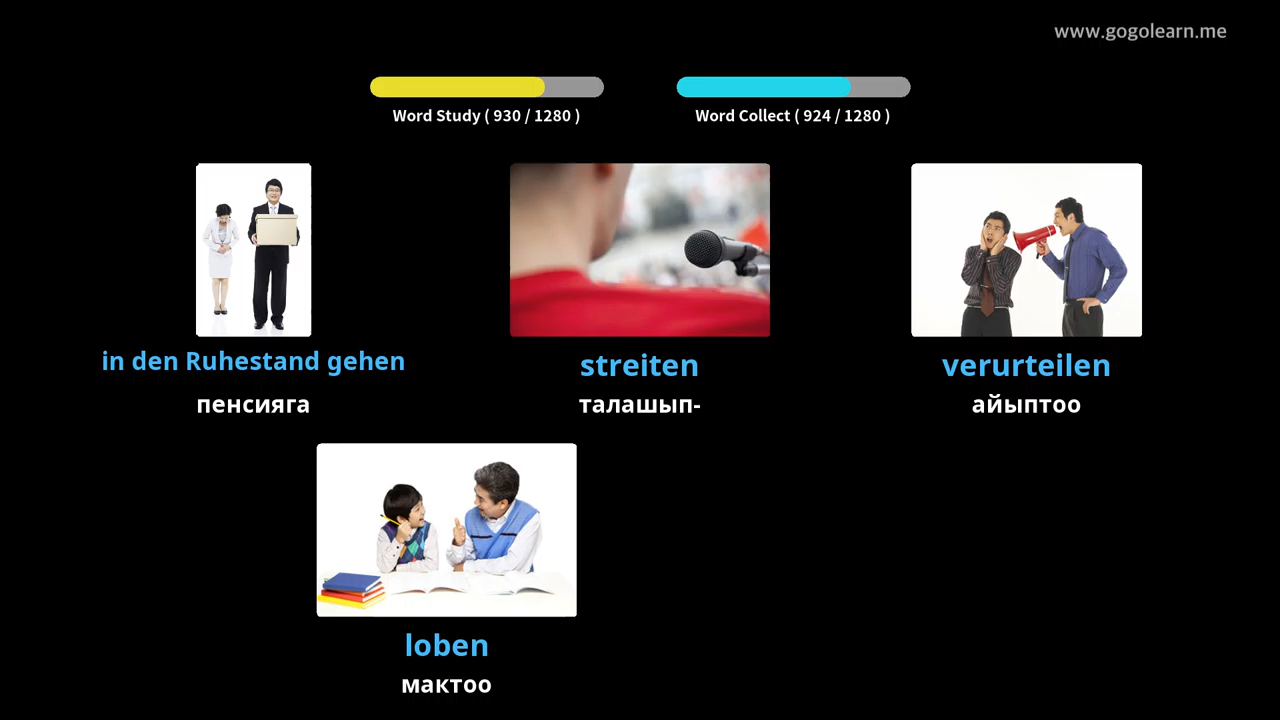 www.gogolearn.me
Word Study ( 930 / 1280 )
Word Collect ( 924 / 1280 )
in den Ruhestand gehen
пенсияга
streiten
талашып-
verurteilen
айыптоо
loben
мактоо